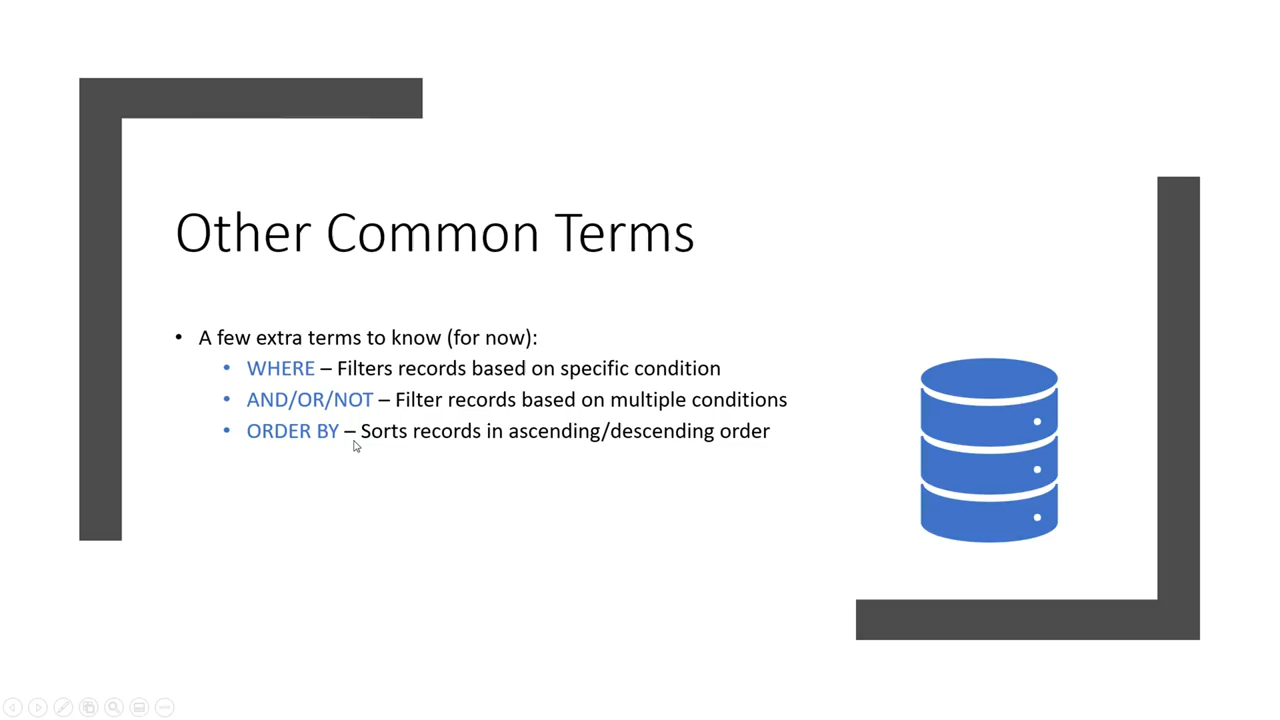 Other Common Terms
• A few extra terms to know (for now):
• WHERE – Filters records based on specific condition
• AND/OR/NOT – Filter records based on multiple conditions
• ORDER BY – Sorts records in ascending/descending order